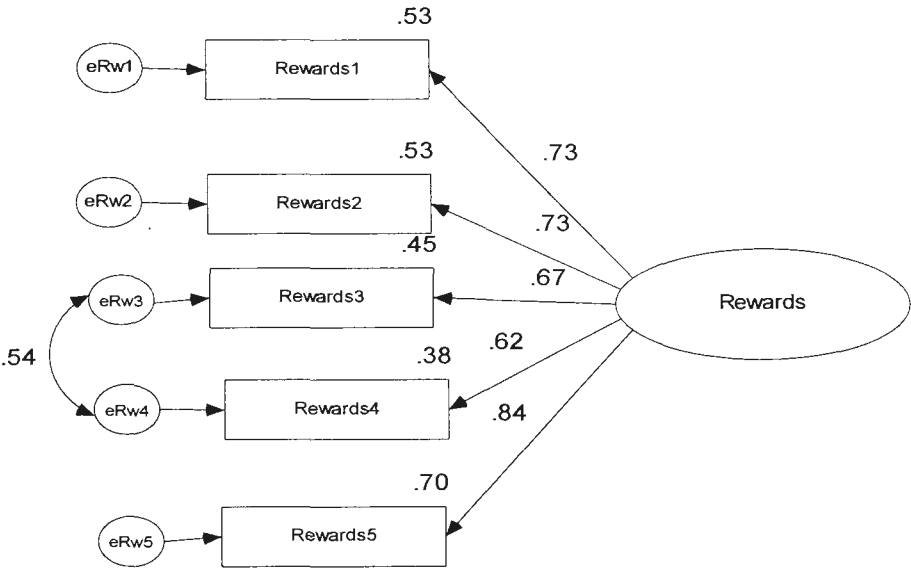 .53
eRw1
Rewards1
.73
.53
eRw2
Rewards2
.73
.45
eRw3
Rewards3
.67
Rewards
.54
.62
.38
eRw4
Rewards4
.84
.70
eRw5
Rewards5